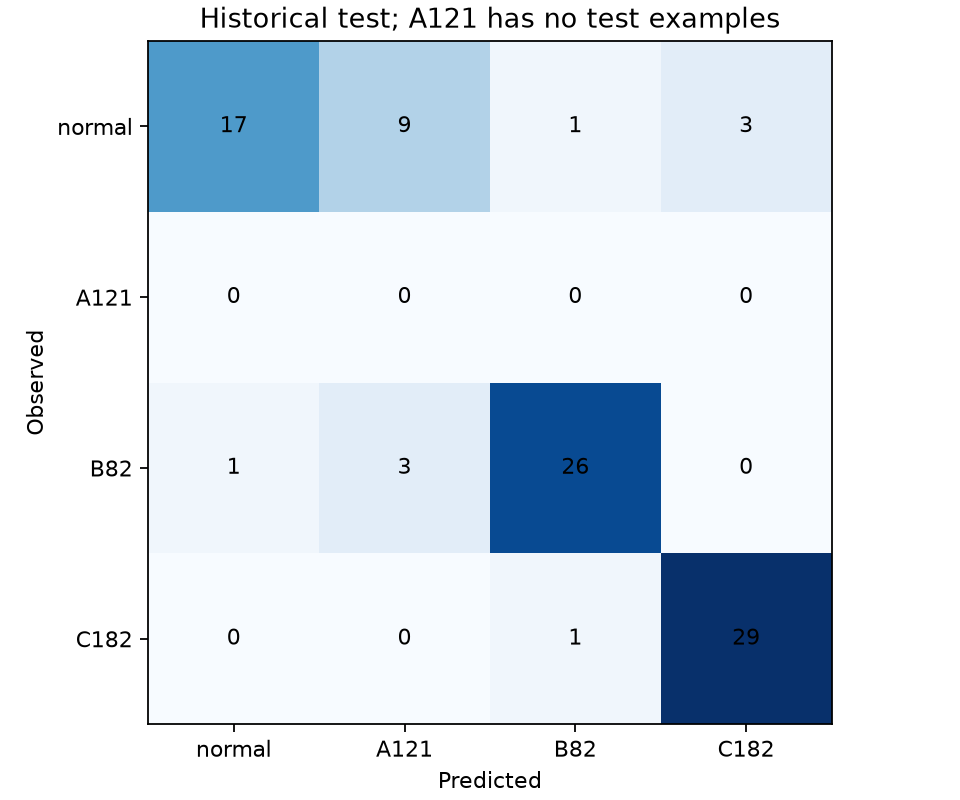 Historical test; A121 has no test examples
normal 17 9 1 3
A121 0 0 0 0
Observed
B82 1 3 26 0
C182 0 0 1 29
normal A121 B82 C182
Predicted